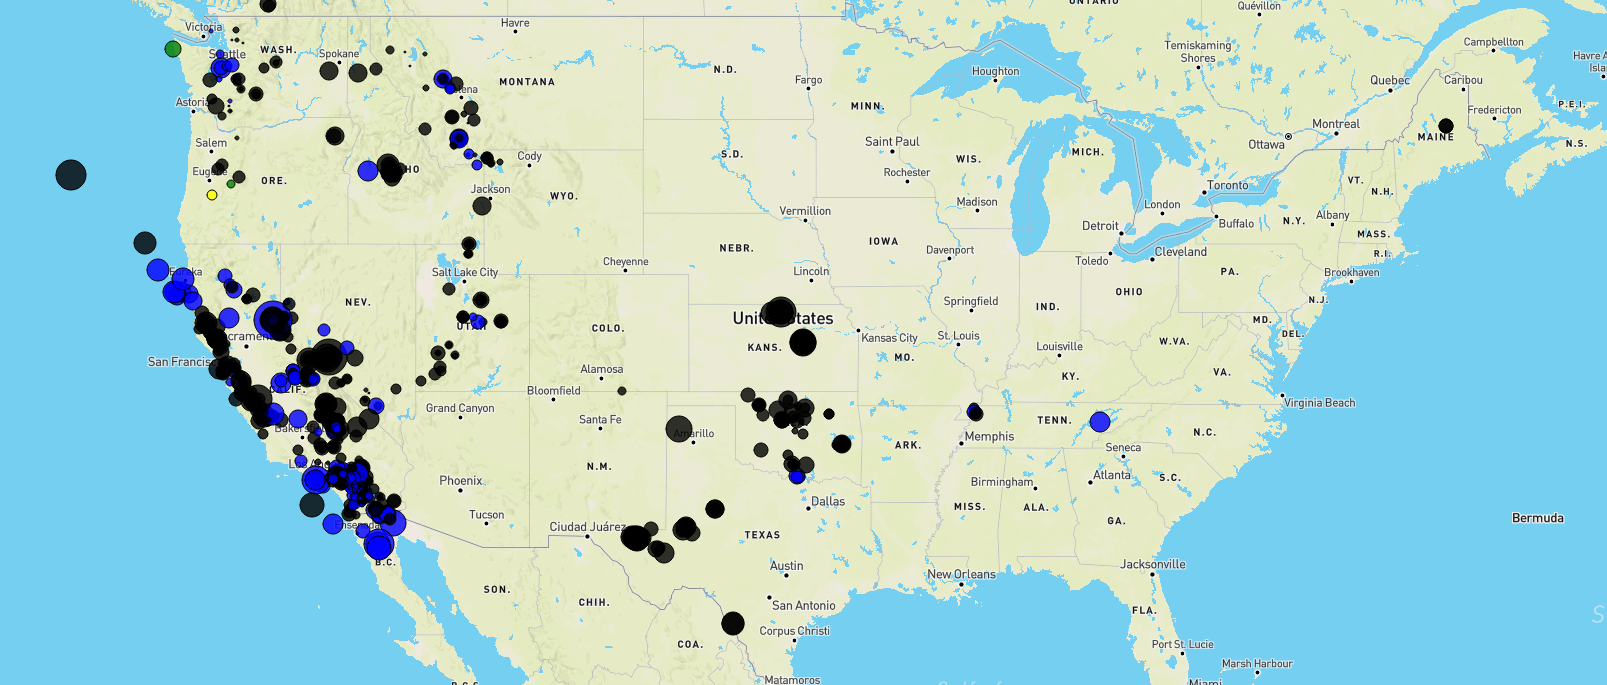 ONTARIO
Quévillon
Havre
Victoria
Campbellton
Seattle
WASH.
Spokane
Temiskaming
Shores
Havre A
Isla
N.D.
Houghton
MONTANA
Fargo
Quebec
Caribou
Helena
Astoria
MINN.
P.E.I.
Fredericton
Montreal
MAINE
Salem
Saint Paul
Ottawa
N.S.
S.D.
Cody
WIS.
MICH.
Eugene
IDAHO
ORE.
Rochester
VT.
Jackson
WYO.
Toronto
N.H.
Madison
London
Vermillion
Detroit
Buffalo
N.Y.
Albany
MASS.
IOWA
NEBR.
Davenport
Cleveland
R.I.
Cheyenne
Toledo
Eureka
Salt Lake City
Lincoln
PA.
Brookhaven
OHIO
NEV.
Springfield
IND.
N.J.
United States
MD.
UTAH
COLO.
DEL.
Sacramento
Kansas City
St. Louis
W.VA.
KANS.
Louisville
MO.
San Francis
Alamosa
KY.
VA.
CALIF.
Bloomfield
Grand Canyon
Virginia Beach
Santa Fe
TENN.
Bakers
Amarillo
N.C.
Memphis
ARK.
Seneca
Los An
N.M.
Atlanta
S.C.
Phoenix
Birmingham
Dallas
MISS.
ALA.
Tucson
GA.
Bermuda
Ensenada
Ciudad Juárez
TEXAS
B.C.
Austin
Jacksonville
New Orleans
SON.
CHIH.
San Antonio
FLA.
Corpus Christi
COA.
Port St. Lucie
Marsh Harbour
Matamoros
Miami
B.C.S.